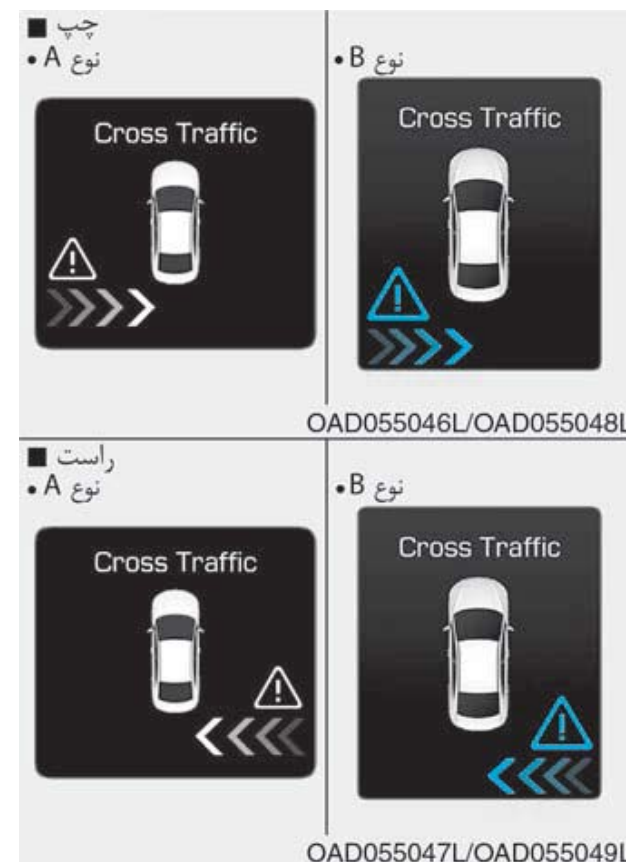 ■ چپ
• نوع A
Cross Traffic
• نوع B
Cross Traffic
OAD055046L/OAD055048L
■ راست
• نوع A
Cross Traffic
• نوع B
Cross Traffic
OAD055047L/OAD055049L